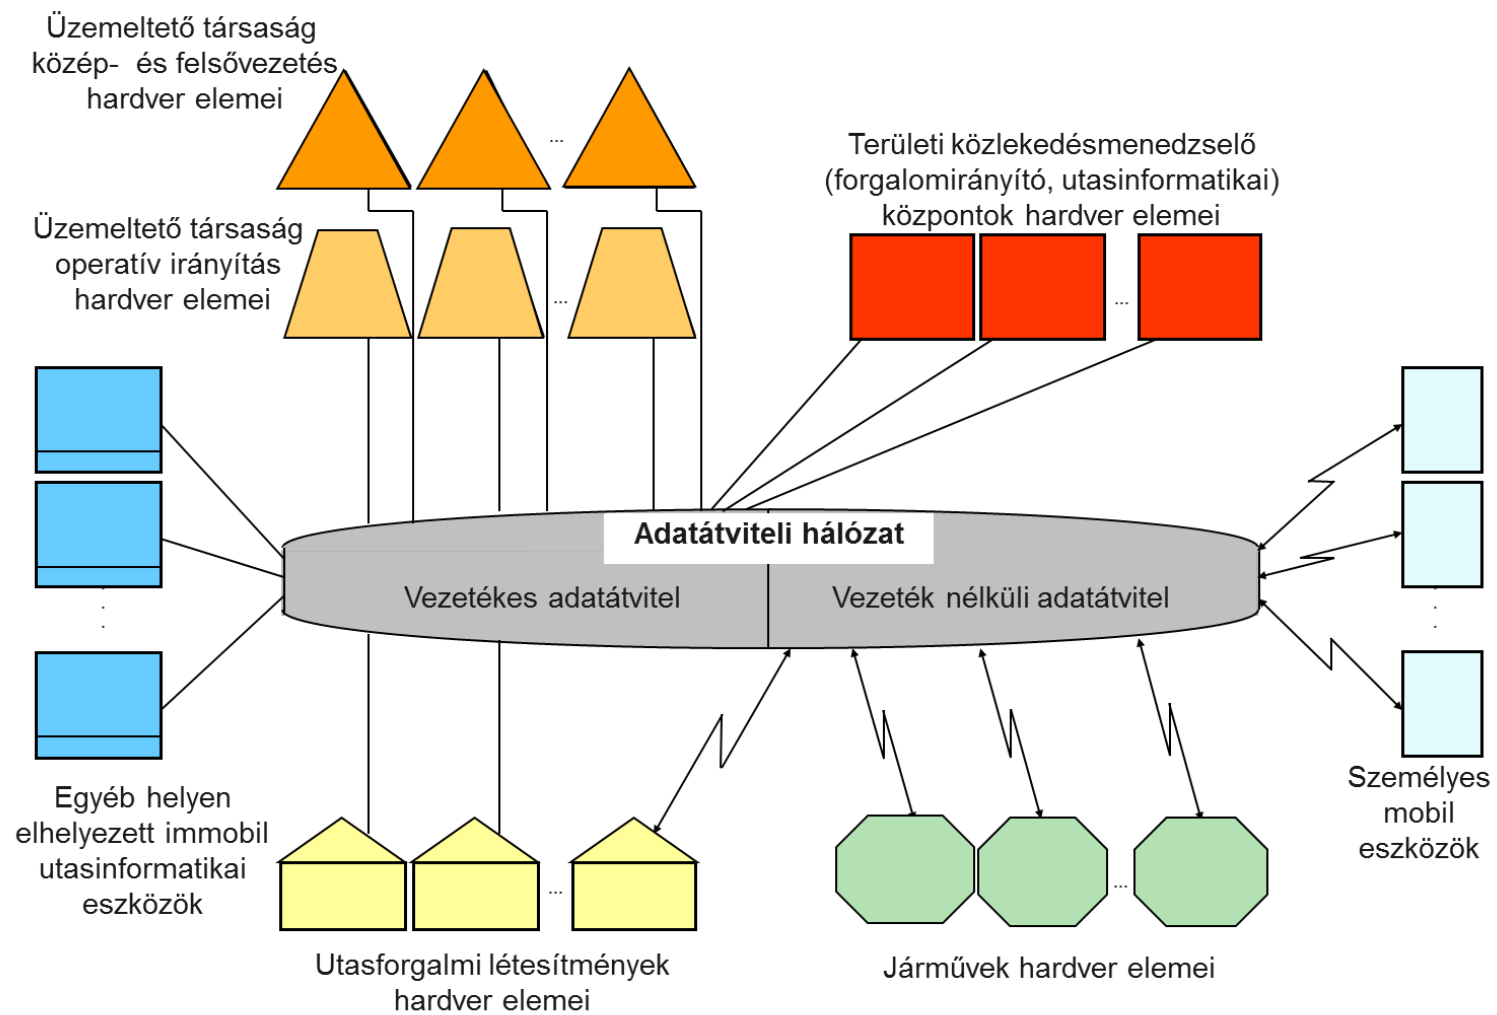 Üzemeltető társaság
közép- és felsővezetés
hardver elemei
...
Területi közlekedésmenedzselő
(forgalomirányító, utasinformatikai)
központok hardver elemei
Üzemeltető társaság
operatív irányítás
hardver elemei
...
...
Adatátviteli hálózat
Vezetékes adatátvitel
Vezeték nélküli adatátvitel
Egyéb helyen
elhelyezett immobil
utasinformatikai
eszközök
Személyes
mobil
eszközök
...
...
Utasforgalmi létesítmények
hardver elemei
Járművek hardver elemei